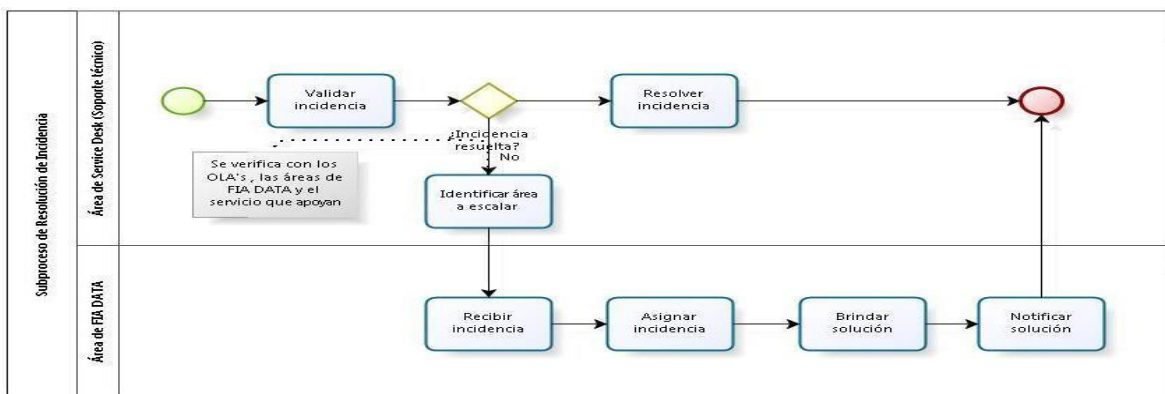 Subproceso de Resolución de Incidencia
Área de Service Desk (Soporte técnico)
Validar
incidencia
¿Incidencia
resuelta?
No
Resolver
incidencia
Se verifica con los
OLA's , las áreas de
FIA DATA y el
servicio que apoyan
Identificar área
a escalar
Área de FIA DATA
Recibir
incidencia
Asignar
incidencia
Brindar
solución
Notificar
solución